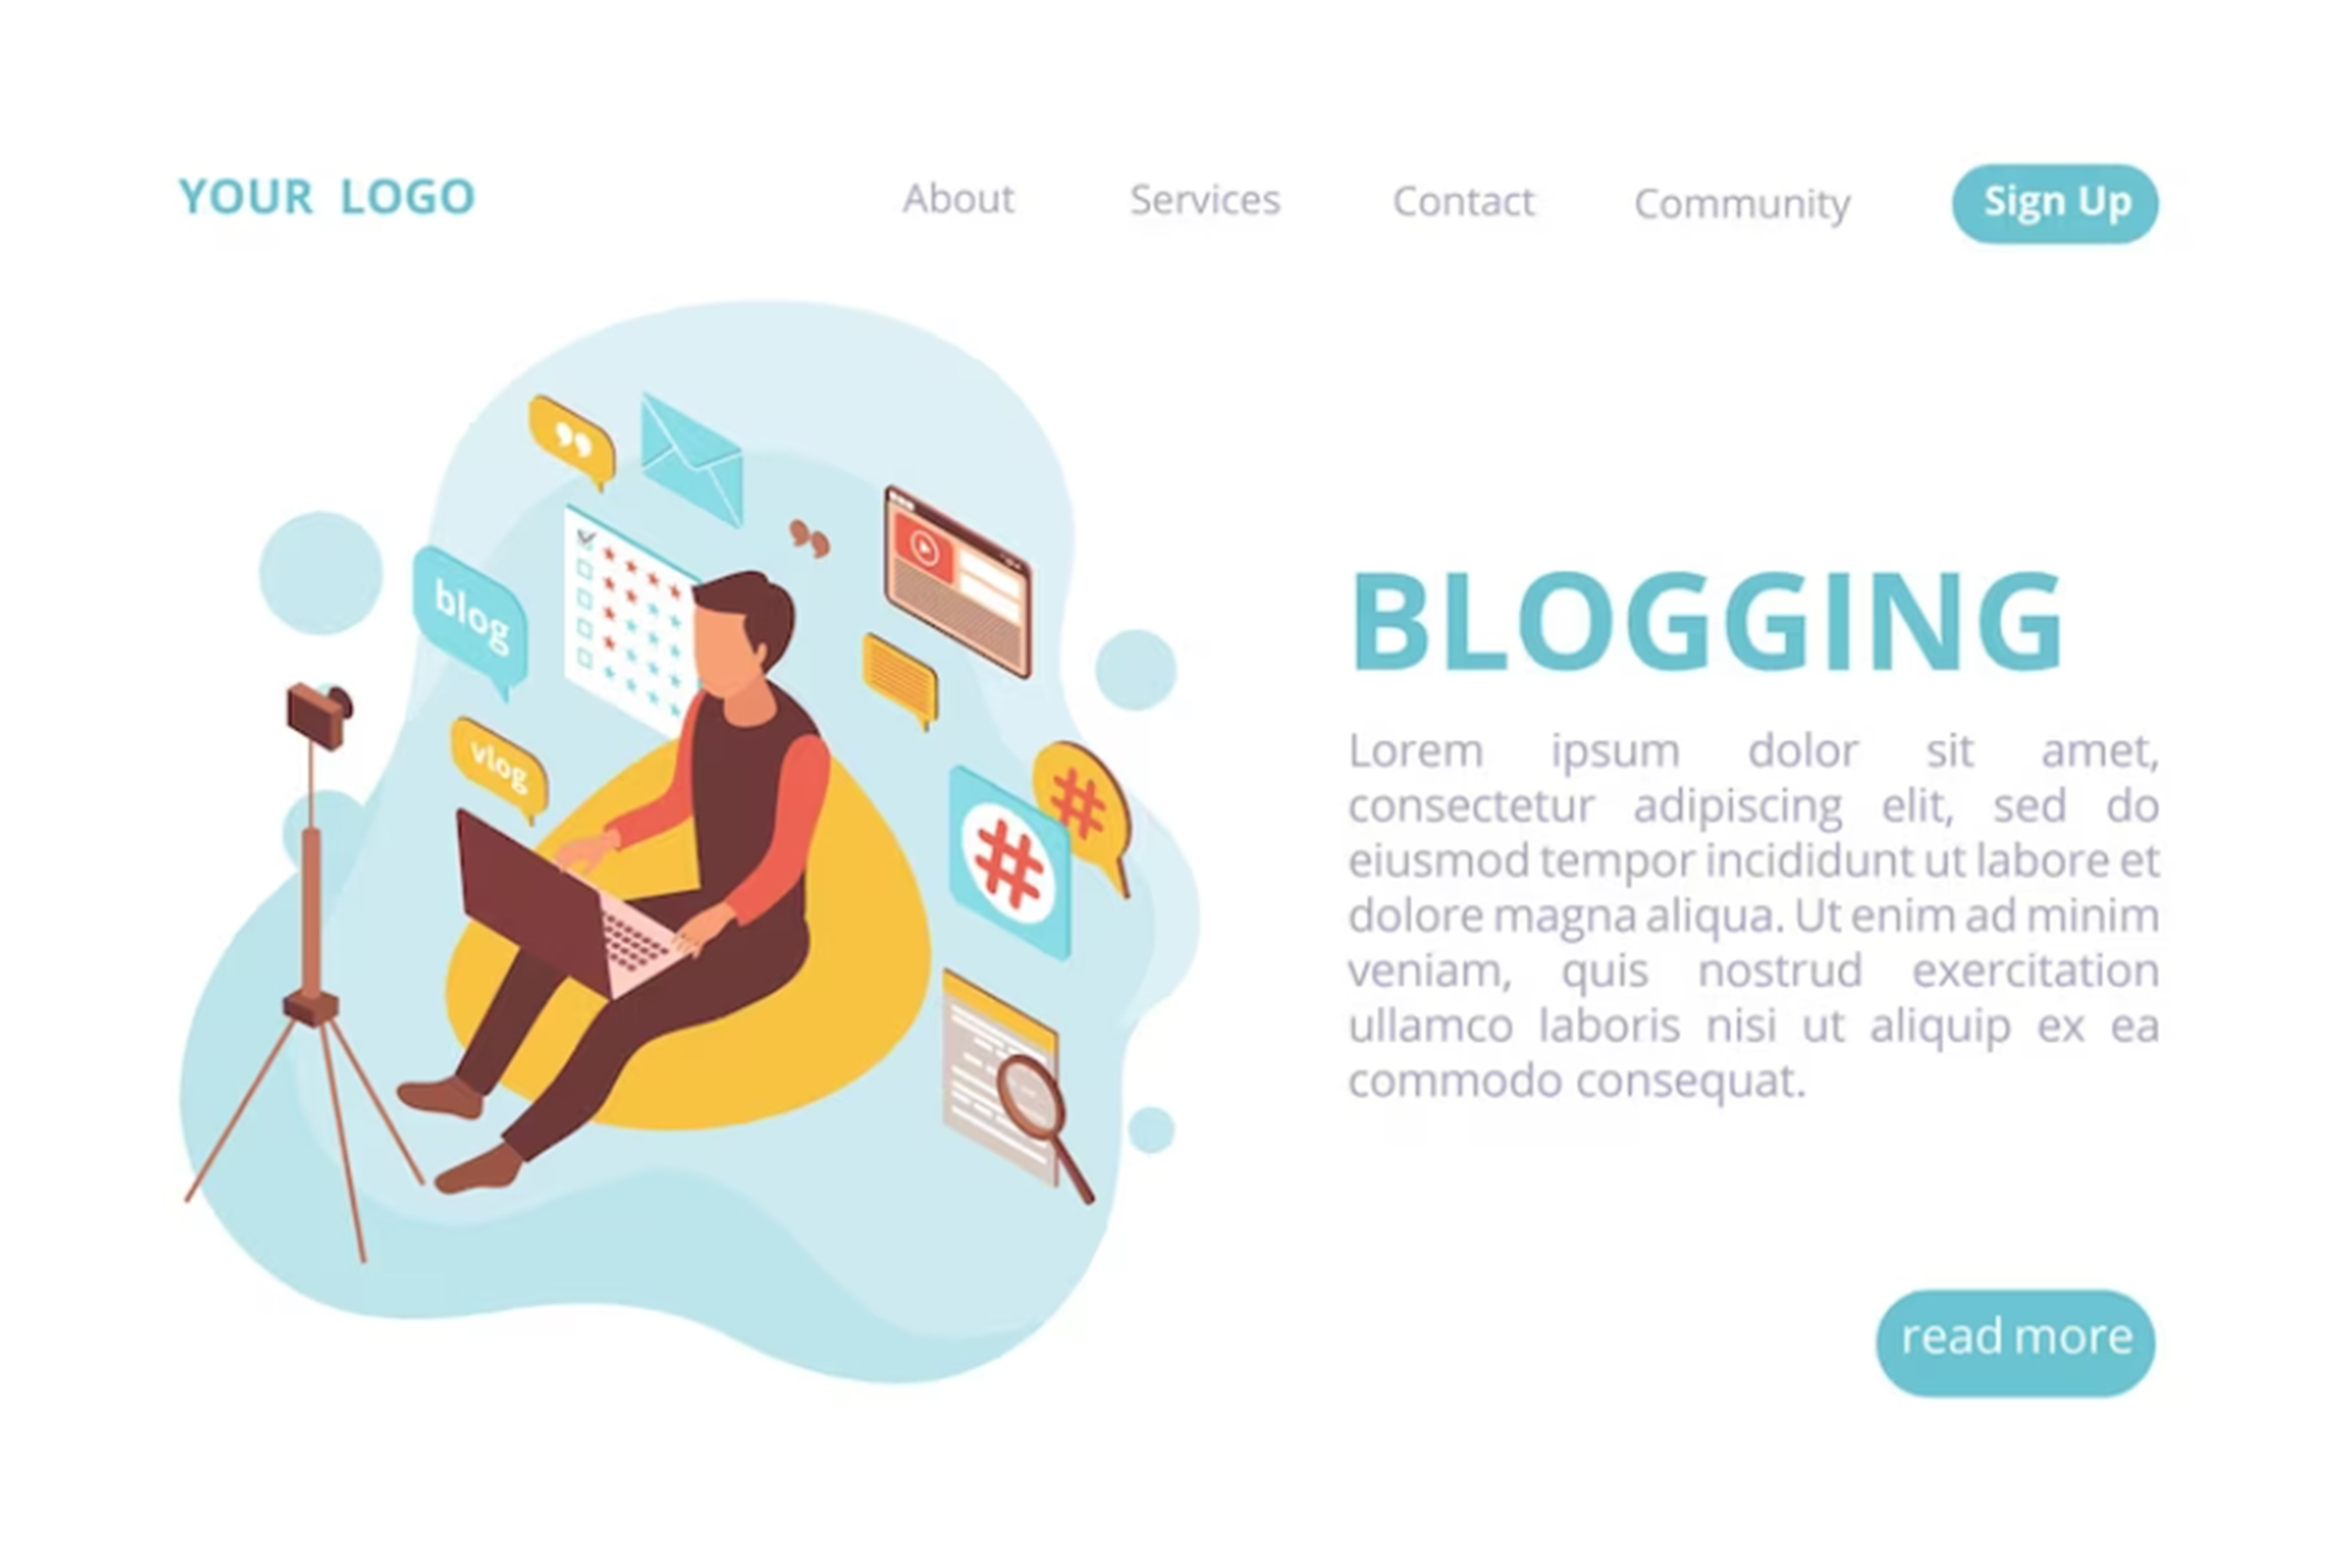 YOUR LOGO
About
Services
Contact
Community
Sign Up
blog
vlog
#
#
BLOGGING
Lorem ipsum dolor sit amet,
consectetur adipiscing elit, sed do
eiusmod tempor incididunt ut labore et
dolore magna aliqua. Ut enim ad minim
veniam, quis nostrud exercitation
ullamco laboris nisi ut aliquip ex ea
commodo consequat.
read more